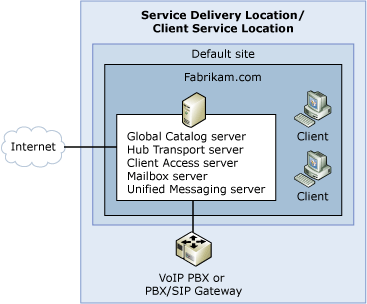 Service Delivery Location/
Client Service Location
Default site
Fabrikam.com
Global Catalog server
Hub Transport server
Client Access server
Mailbox server
Unified Messaging server
Client
Client
Internet
VoIP PBX or
PBX/SIP Gateway